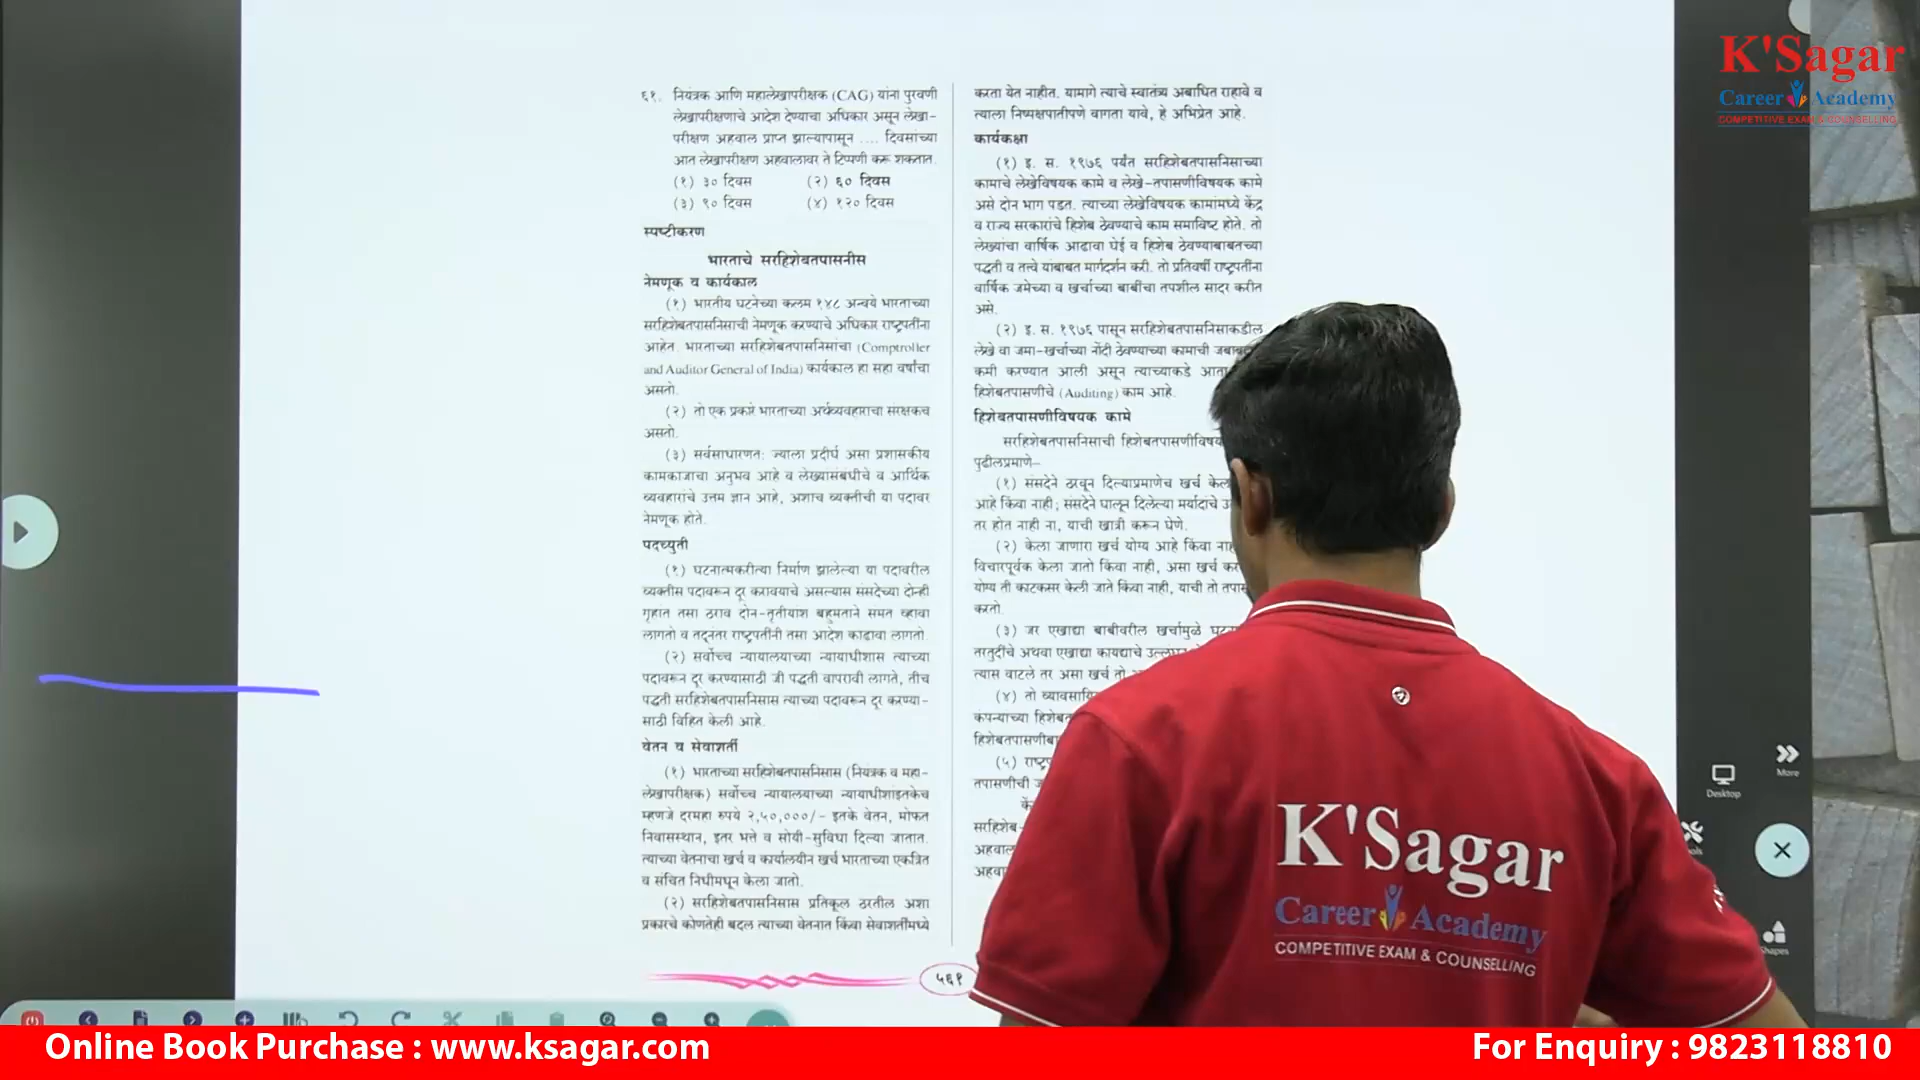 ६१. नियंत्रक आणि महालेखापरीक्षक (CAG) यांना पुरवणी
लेखापरीक्षणाचे आदेश देण्याचा अधिकार असून लेखा-
परीक्षण अहवाल प्राप्त झाल्यापासून .... दिवसांच्या
आत लेखापरीक्षण अहवालावर ते टिप्पणी करू शकतात.
(१) ३० दिवस (२) ६० दिवस
(३) ९० दिवस (४) १२० दिवस
स्पष्टीकरण
भारताचे सरहिशेबतपासनीस
नेमणूक व कार्यकाल
(१) भारतीय घटनेच्या कलम १४८ अन्वये भारताच्या
सरहिशेबतपासनिसाची नेमणूक करण्याचे अधिकार राष्ट्रपतींना
आहेत. भारताच्या सरहिशेबतपासनिसांचा (Comptroller
and Auditor General of India) कार्यकाल हा सहा वर्षांचा
असतो.
(२) तो एक प्रकारे भारताच्या अर्थव्यवहाराचा संरक्षकच
असतो.
(३) सर्वसाधारणतः ज्याला प्रदीर्घ असा प्रशासकीय
कामकाजाचा अनुभव आहे व लेख्यांसंबंधीचे व आर्थिक
व्यवहारांचे उत्तम ज्ञान आहे, अशाच व्यक्तीची या पदावर
नेमणूक होते.
पदच्युती
(१) घटनात्मकरीत्या निर्माण झालेल्या या पदावरील
व्यक्तीस पदावरून दूर करावयाचे असल्यास संसदेच्या दोन्ही
गृहांत तसा ठराव दोन-तृतीयांश बहुमताने संमत व्हावा
लागतो व तद्नंतर राष्ट्रपतींनी तसा आदेश काढावा लागतो.
(२) सर्वोच्च न्यायालयाच्या न्यायाधीशास त्याच्या
पदावरून दूर करण्यासाठी जी पद्धती वापरावी लागते, तीच
पद्धती सरहिशेबतपासनिसास त्याच्या पदावरून दूर करण्या-
साठी विहित केली आहे.
वेतन व सेवाशर्ती
(१) भारताच्या सरहिशेबतपासनिसास (नियंत्रक व महा-
लेखापरीक्षक) सर्वोच्च न्यायालयाच्या न्यायाधीशांइतकेच
म्हणजे दरमहा रुपये २,५०,०००/- इतके वेतन, मोफत
निवासस्थान, इतर भत्ते व सोयी-सुविधा दिल्या जातात.
त्याच्या वेतनाचा खर्च व कार्यालयीन खर्च भारताच्या एकत्रित
व संचित निधीमधून केला जातो.
(२) सरहिशेबतपासनिसास प्रतिकूल ठरतील अशा
प्रकारचे कोणतेही बदल त्याच्या वेतनात किंवा सेवाशर्तींमध्ये
५६१
करता येत नाहीत. यामागे त्याचे स्वातंत्र्य अबाधित राहावे व
त्याला निष्पक्षपातीपणे वागता यावे, हे अभिप्रेत आहे.
कार्यकक्षा
(१) इ. स. १९७६ पर्यंत सरहिशेबतपासनिसाच्या
कामाचे लेखेविषयक कामे व लेखे-तपासणीविषयक कामे
असे दोन भाग पडत. त्याच्या लेखेविषयक कामांमध्ये केंद्र
व राज्य सरकारांचे हिशेब ठेवण्याचे काम समाविष्ट होते. तो
लेख्यांचा वार्षिक आढावा घेई व हिशेब ठेवण्याबाबतच्या
पद्धती व तत्त्वे यांबाबत मार्गदर्शन करी. तो प्रतिवर्षी राष्ट्रपतींना
वार्षिक जमेच्या व खर्चाच्या बाबींचा तपशील सादर करीत
असे.
(२) इ. स. १९७६ पासून सरहिशेबतपासनिसाकडील
लेखे वा जमा-खर्चाच्या नोंदी ठेवण्याच्या कामाची
कमी करण्यात आली असून त्याच्याकडे आता
हिशेबतपासणीचे (Auditing) काम आहे.
हिशेबतपासणीविषयक कामे
सरहिशेबतपासनिसाची
पुढीलप्रमाणे–
(१) संसदेने ठरवून दिल्याप्रमाणेच खर्च
आहे किंवा नाही; संसदेने घालून दिलेल्या मर्यादांचे
तर होत नाही ना, याची खात्री करून घेणे.
(२) केला जाणारा खर्च योग्य आहे किंवा
विचारपूर्वक केला जातो किंवा नाही, असा खर्च
योग्य ती काटकसर केली जाते किंवा नाही, याची तो
करतो.
(३) जर एखाद्या बाबीवरील खर्चामुळे
तरतुदींचे अथवा एखाद्या कायद्याचे
त्यास वाटले तर असा खर्च तो
(४) तो
कंपन्यांच्या
(५)
तपासणीची
K'Sagar
Career Academy
COMPETITIVE EXAM & COUNSELLING
Desktop
More
K'Sagar
Career Academy
COMPETITIVE EXAM & COUNSELLING
Shapes
Online Book Purchase : www.ksagar.com
For Enquiry : 9823118810